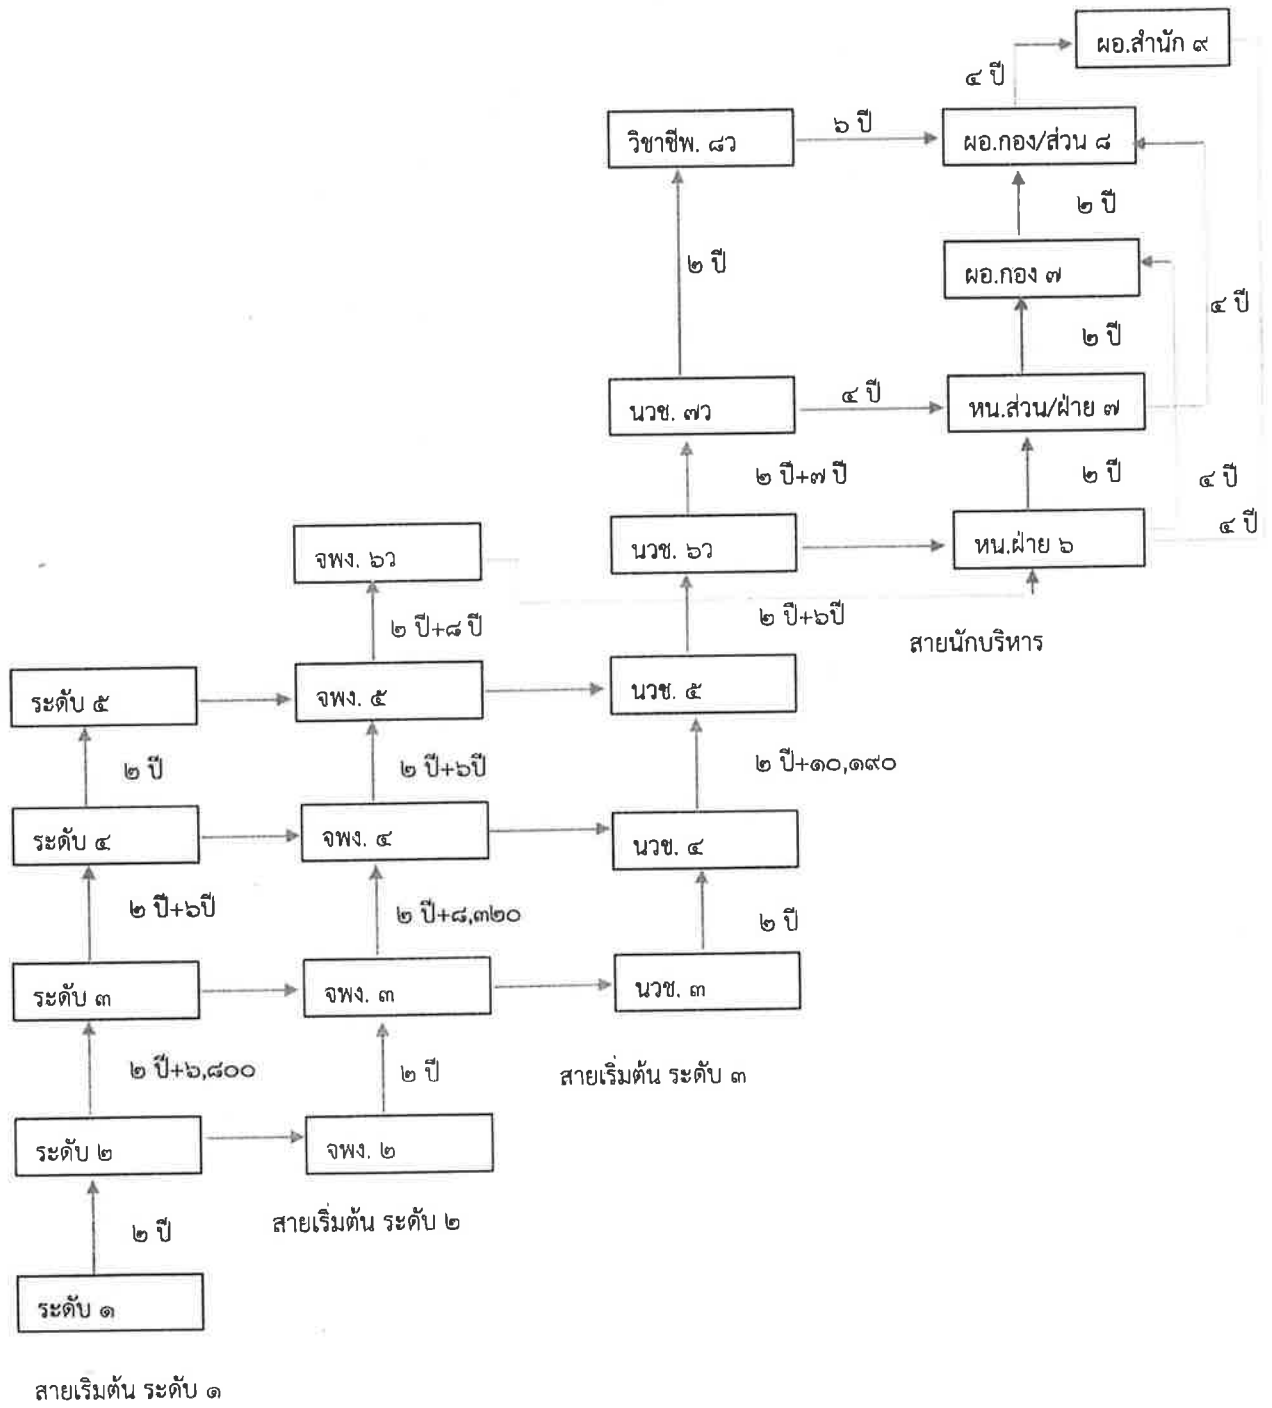 ผอ.สำนัก ๙
๔ ปี
วิชาชีพ. ๘ว
๖ ปี
ผอ.กอง/ส่วน ๘
๒ ปี
๒ ปี
ผอ.กอง ๗
๔ ปี
๒ ปี
นวช. ๗ว
๔ ปี
หน.ส่วน/ฝ่าย ๗
๒ ปี+๗ ปี
๒ ปี
๔ ปี
๔ ปี
จพง. ๖ว
นวช. ๖ว
หน.ฝ่าย ๖
๒ ปี+๘ ปี
๒ ปี+๖ปี
สายนักบริหาร
ระดับ ๕
จพง. ๕
นวช. ๕
๒ ปี
๒ ปี+๖ปี
๒ ปี+๑๐,๑๙๐
ระดับ ๔
จพง. ๔
นวช. ๔
๒ ปี+๖ปี
๒ ปี+๘,๓๒๐
๒ ปี
ระดับ ๓
จพง. ๓
นวช. ๓
๒ ปี+๖,๘๐๐
๒ ปี
สายเริ่มต้น ระดับ ๓
ระดับ ๒
จพง. ๒
๒ ปี
สายเริ่มต้น ระดับ ๒
ระดับ ๑
สายเริ่มต้น ระดับ ๑